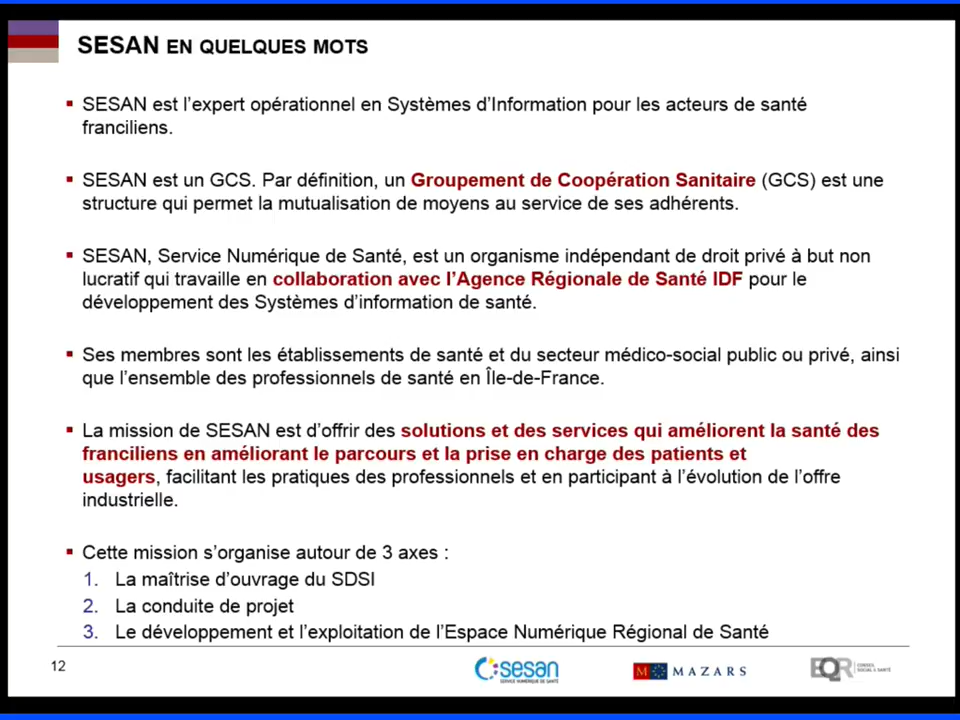 SESAN EN QUELQUES MOTS
▪ SESAN est l’expert opérationnel en Systèmes d’Information pour les acteurs de santé
franciliens.
▪ SESAN est un GCS. Par définition, un Groupement de Coopération Sanitaire (GCS) est une
structure qui permet la mutualisation de moyens au service de ses adhérents.
▪ SESAN, Service Numérique de Santé, est un organisme indépendant de droit privé à but non
lucratif qui travaille en collaboration avec l’Agence Régionale de Santé IDF pour le
développement des Systèmes d’information de santé.
▪ Ses membres sont les établissements de santé et du secteur médico-social public ou privé, ainsi
que l’ensemble des professionnels de santé en Île-de-France.
▪ La mission de SESAN est d’offrir des solutions et des services qui améliorent la santé des
franciliens en améliorant le parcours et la prise en charge des patients et
usagers, facilitant les pratiques des professionnels et en participant à l’évolution de l’offre
industrielle.
▪ Cette mission s’organise autour de 3 axes :
1. La maîtrise d’ouvrage du SDSI
2. La conduite de projet
3. Le développement et l’exploitation de l’Espace Numérique Régional de Santé
12
sesan
SERVICE NUMÉRIQUE DE SANTÉ
M MAZARS
EQR CONSEIL
SOCIAL & SANTÉ